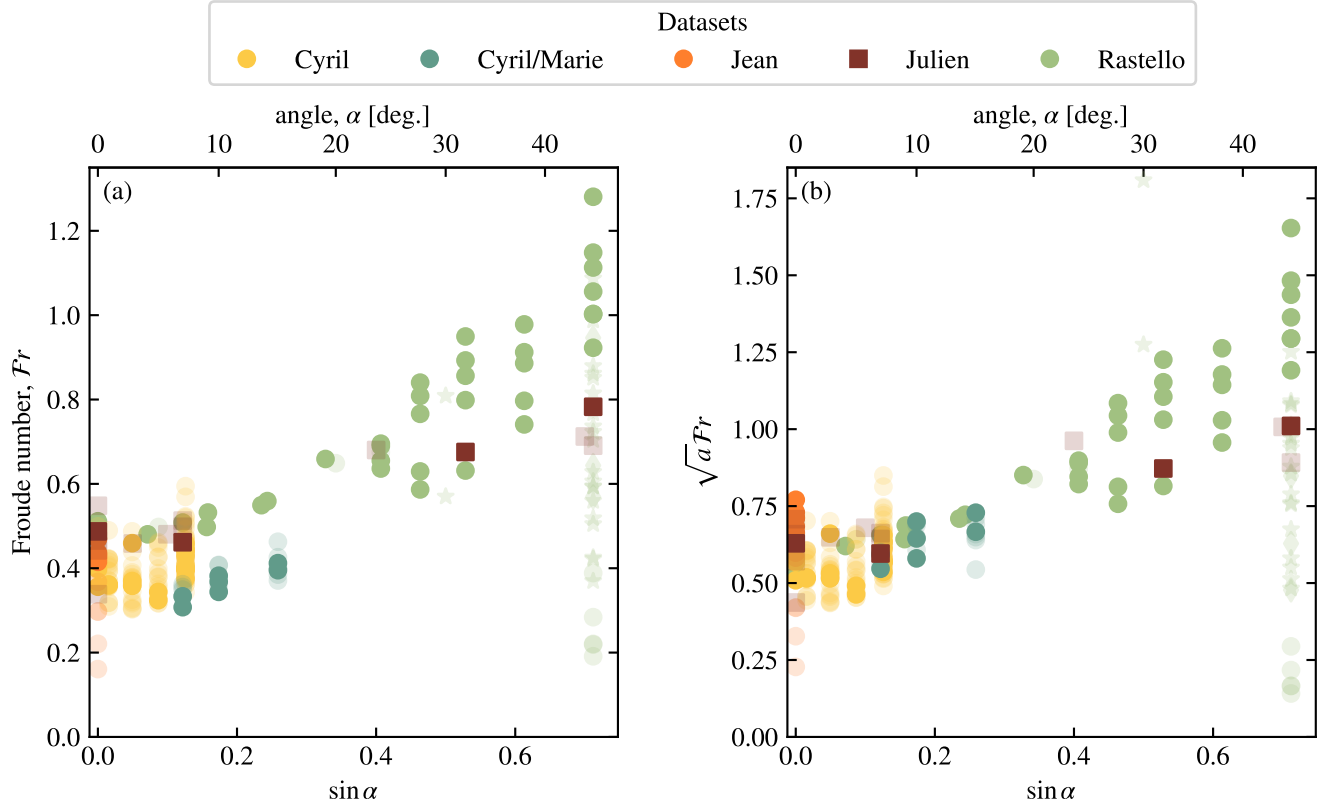 Datasets
Cyril Cyril/Marie Jean Julien Rastello
angle, α [deg.]
0 10 20 30 40
(a)
Froude number, ℱr
1.2
1.0
0.8
0.6
0.4
0.2
0.0
0.0 0.2 0.4 0.6
sin α
angle, α [deg.]
0 10 20 30 40
(b)
√a ℱr
1.75
1.50
1.25
1.00
0.75
0.50
0.25
0.00
0.0 0.2 0.4 0.6
sin α